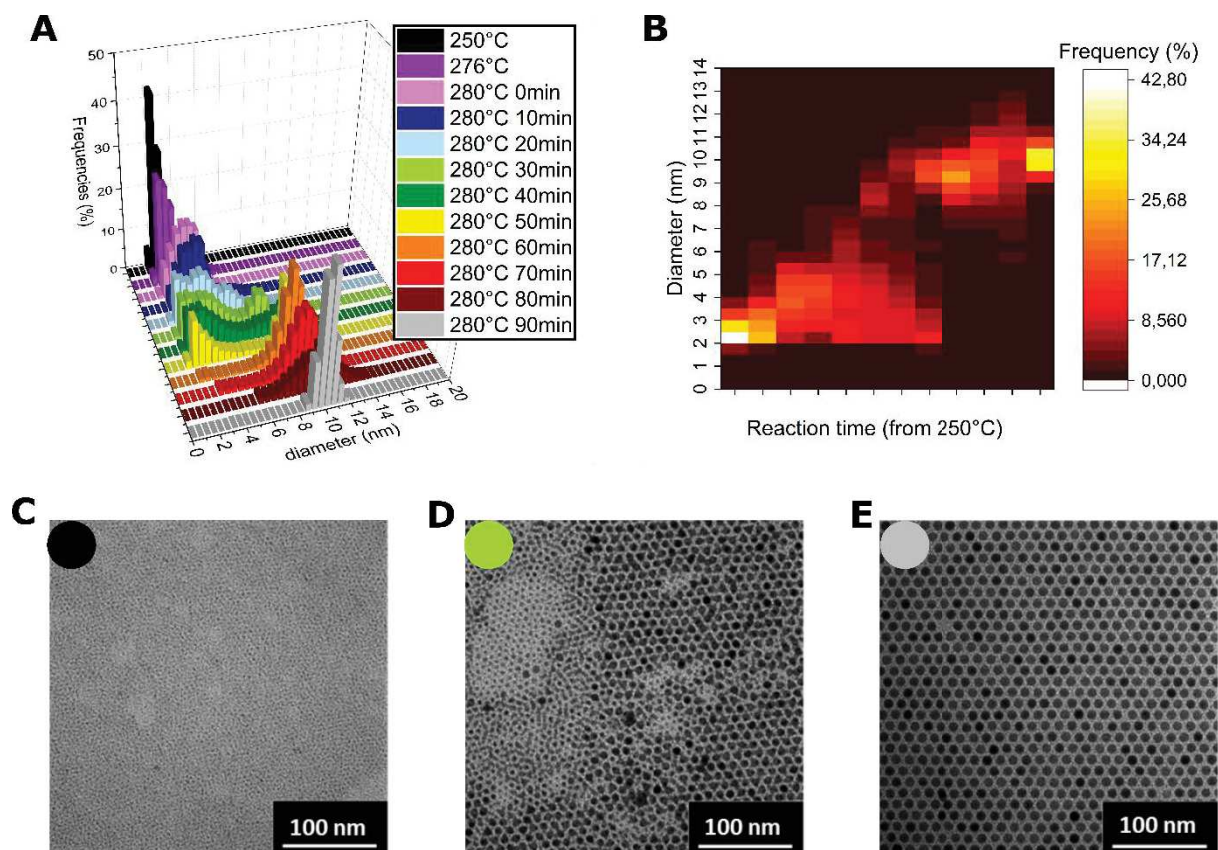 A
50
40
30
20
10
0
Frequencies (%)
0
2
4
6
8
10
12
14
16
18
20
diameter (nm)
250°C
276°C
280°C 0min
280°C 10min
280°C 20min
280°C 30min
280°C 40min
280°C 50min
280°C 60min
280°C 70min
280°C 80min
280°C 90min
B
Diameter (nm)
14
13
12
11
10
9
8
7
6
5
4
3
2
1
0
Reaction time (from 250°C)
Frequency (%)
42,80
34,24
25,68
17,12
8,560
0,000
C
100 nm
D
100 nm
E
100 nm